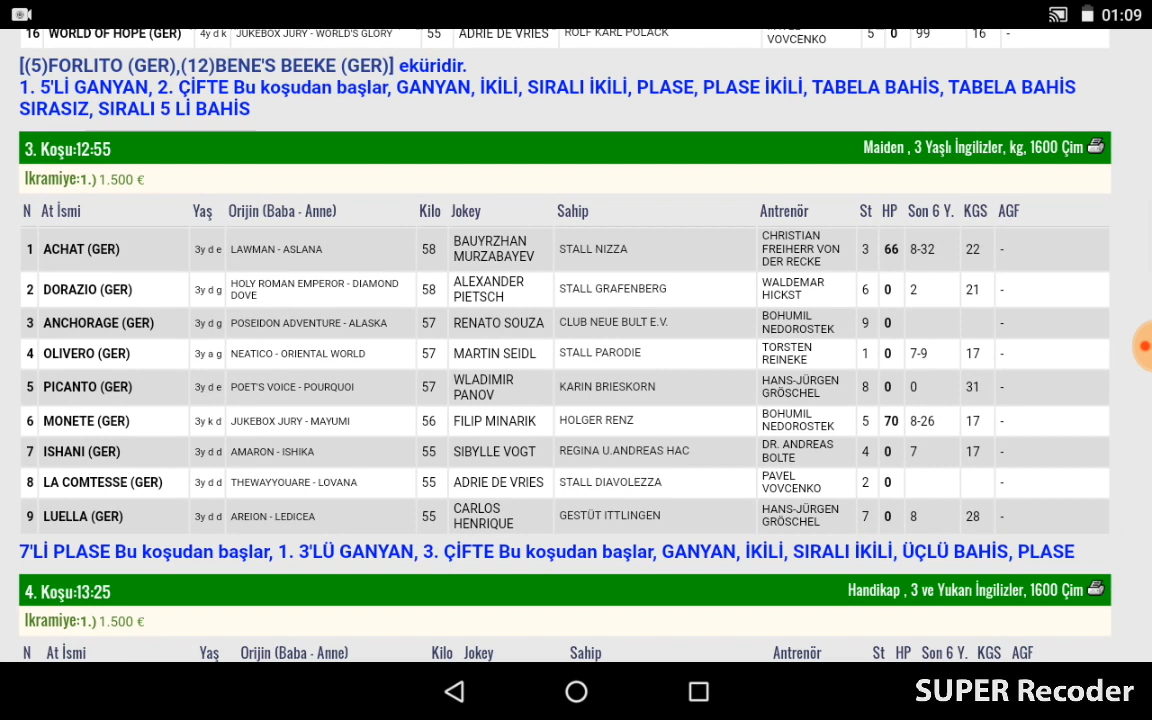 01:09
16 WORLD OF HOPE (GER) 4y d k JUKEBOX JURY - WORLD'S GLORY 55 ADRIE DE VRIES ROLF KARL POLACK VOVCENKO 5 0 99 16 -
[(5)FORLITO (GER),(12)BENE'S BEEKE (GER)] eküridir.
1. 5'Lİ GANYAN, 2. ÇİFTE Bu koşudan başlar, GANYAN, İKİLİ, SIRALI İKİLİ, PLASE, PLASE İKİLİ, TABELA BAHİS, TABELA BAHİS
SIRASIZ, SIRALI 5 Lİ BAHİS
3. Koşu:12:55 Maiden , 3 Yaşlı İngilizler, kg, 1600 Çim
Ikramiye:1.) 1.500 €
N At İsmi Yaş Orijin (Baba - Anne) Kilo Jokey Sahip Antrenör St HP Son 6 Y. KGS AGF
1 ACHAT (GER) 3y d e LAWMAN - ASLANA 58 BAUYRZHAN MURZABAYEV STALL NIZZA CHRISTIAN FREIHERR VON DER RECKE 3 66 8-32 22 -
2 DORAZIO (GER) 3y d g HOLY ROMAN EMPEROR - DIAMOND DOVE 58 ALEXANDER PIETSCH STALL GRAFENBERG WALDEMAR HICKST 6 0 2 21 -
3 ANCHORAGE (GER) 3y d g POSEIDON ADVENTURE - ALASKA 57 RENATO SOUZA CLUB NEUE BULT E.V. BOHUMIL NEDOROSTEK 9 0 -
4 OLIVERO (GER) 3y a g NEATICO - ORIENTAL WORLD 57 MARTIN SEIDL STALL PARODIE TORSTEN REINEKE 1 0 7-9 17 -
5 PICANTO (GER) 3y d e POET'S VOICE - POURQUOI 57 WLADIMIR PANOV KARIN BRIESKORN HANS-JÜRGEN GRÖSCHEL 8 0 0 31 -
6 MONETE (GER) 3y k d JUKEBOX JURY - MAYUMI 56 FILIP MINARIK HOLGER RENZ BOHUMIL NEDOROSTEK 5 70 8-26 17 -
7 ISHANI (GER) 3y d d AMARON - ISHIKA 55 SIBYLLE VOGT REGINA U.ANDREAS HAC DR. ANDREAS BOLTE 4 0 7 17 -
8 LA COMTESSE (GER) 3y d d THEWAYYOUARE - LOVANA 55 ADRIE DE VRIES STALL DIAVOLEZZA PAVEL VOVCENKO 2 0 -
9 LUELLA (GER) 3y d d AREION - LEDICEA 55 CARLOS HENRIQUE GESTÜT ITTLINGEN HANS-JÜRGEN GRÖSCHEL 7 0 8 28 -
7'Lİ PLASE Bu koşudan başlar, 1. 3'LÜ GANYAN, 3. ÇİFTE Bu koşudan başlar, GANYAN, İKİLİ, SIRALI İKİLİ, ÜÇLÜ BAHİS, PLASE
4. Koşu:13:25 Handikap , 3 ve Yukarı İngilizler, 1600 Çim
Ikramiye:1.) 1.500 €
N At İsmi Yaş Orijin (Baba - Anne) Kilo Jokey Sahip Antrenör St HP Son 6 Y. KGS AGF
SUPER Recoder